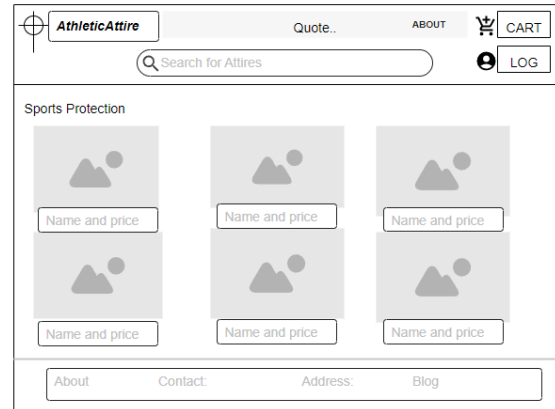 AthleticAttire
Quote..
ABOUT
CART
Search for Attires
LOG
Sports Protection
Name and price
Name and price
Name and price
Name and price
Name and price
Name and price
About Contact: Address: Blog